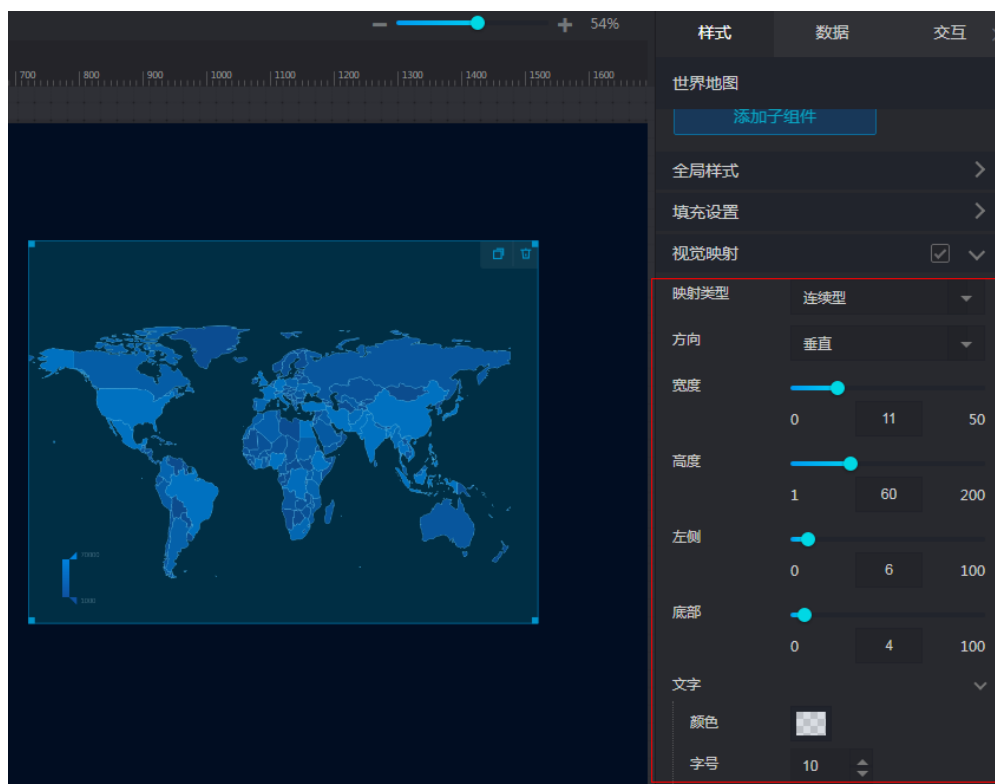 54%
样式 数据 交互
700 800 900 1000 1100 1200 1300 1400 1500 1600
世界地图
添加子组件
全局样式
填充设置
视觉映射
映射类型 连续型
方向 垂直
宽度
0 11 50
高度
1 60 200
左侧
0 6 100
底部
0 4 100
文字
颜色
字号 10
10000
1000